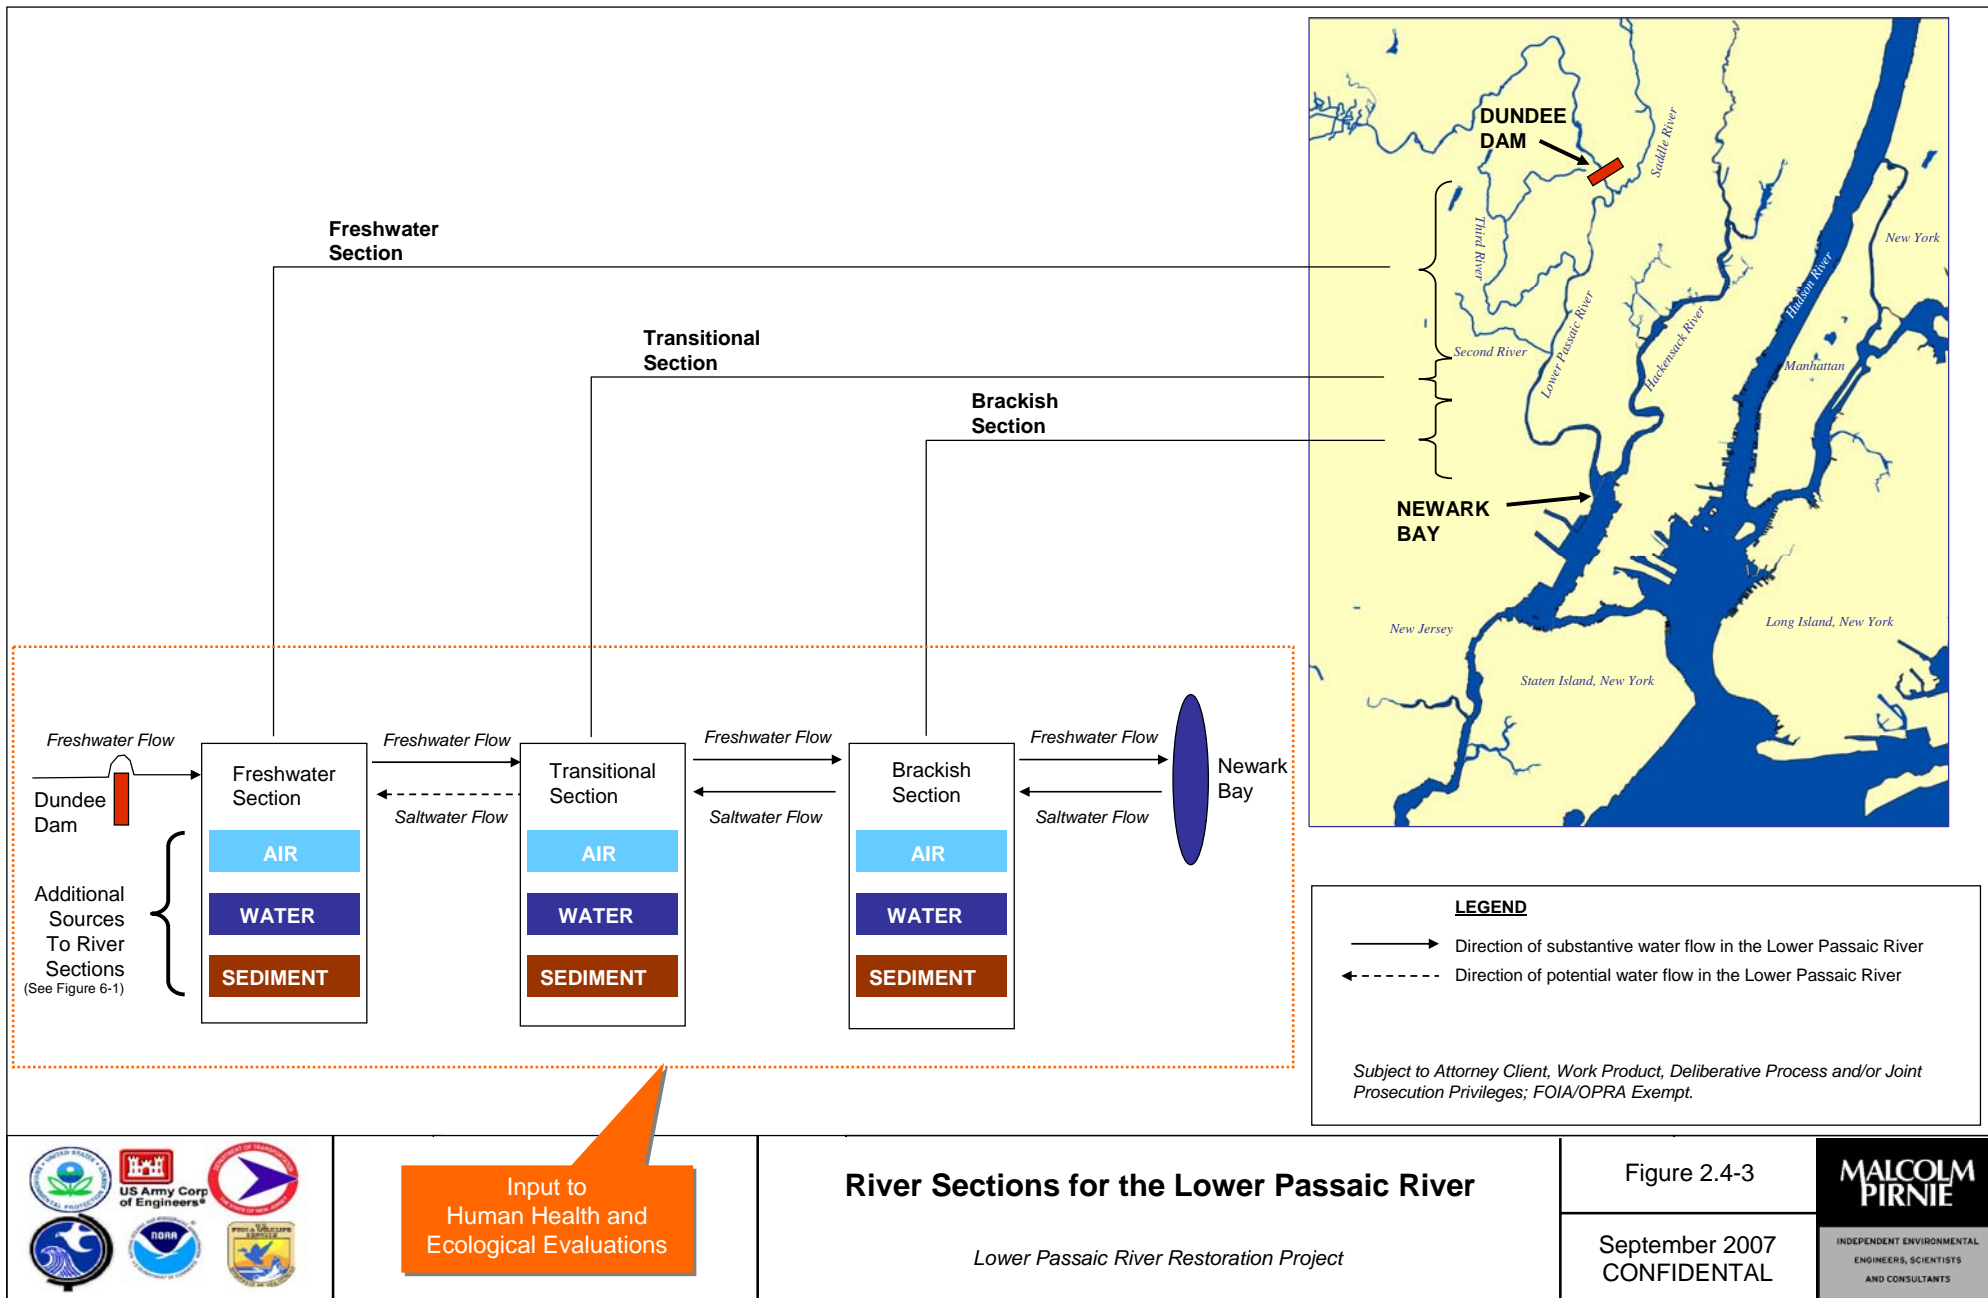 DUNDEE
DAM
Saddle River
Third River
New York
Hudson River
Lower Passaic River
Hackensack River
Second River
Manhattan
NEWARK
BAY
New Jersey
Long Island, New York
Staten Island, New York
Freshwater
Section
Transitional
Section
Brackish
Section
Freshwater Flow
Dundee
Dam
Freshwater
Section
Freshwater Flow
Saltwater Flow
Transitional
Section
Freshwater Flow
Saltwater Flow
Brackish
Section
Freshwater Flow
Saltwater Flow
Newark
Bay
Additional
Sources
To River
Sections
(See Figure 6-1)
AIR
WATER
SEDIMENT
AIR
WATER
SEDIMENT
AIR
WATER
SEDIMENT
LEGEND
Direction of substantive water flow in the Lower Passaic River
Direction of potential water flow in the Lower Passaic River
Subject to Attorney Client, Work Product, Deliberative Process and/or Joint
Prosecution Privileges; FOIA/OPRA Exempt.
US Army Corp
of Engineers®
NOAA
Input to
Human Health and
Ecological Evaluations
River Sections for the Lower Passaic River
Lower Passaic River Restoration Project
Figure 2.4-3
September 2007
CONFIDENTAL
MALCOLM
PIRNIE
INDEPENDENT ENVIRONMENTAL
ENGINEERS, SCIENTISTS
AND CONSULTANTS